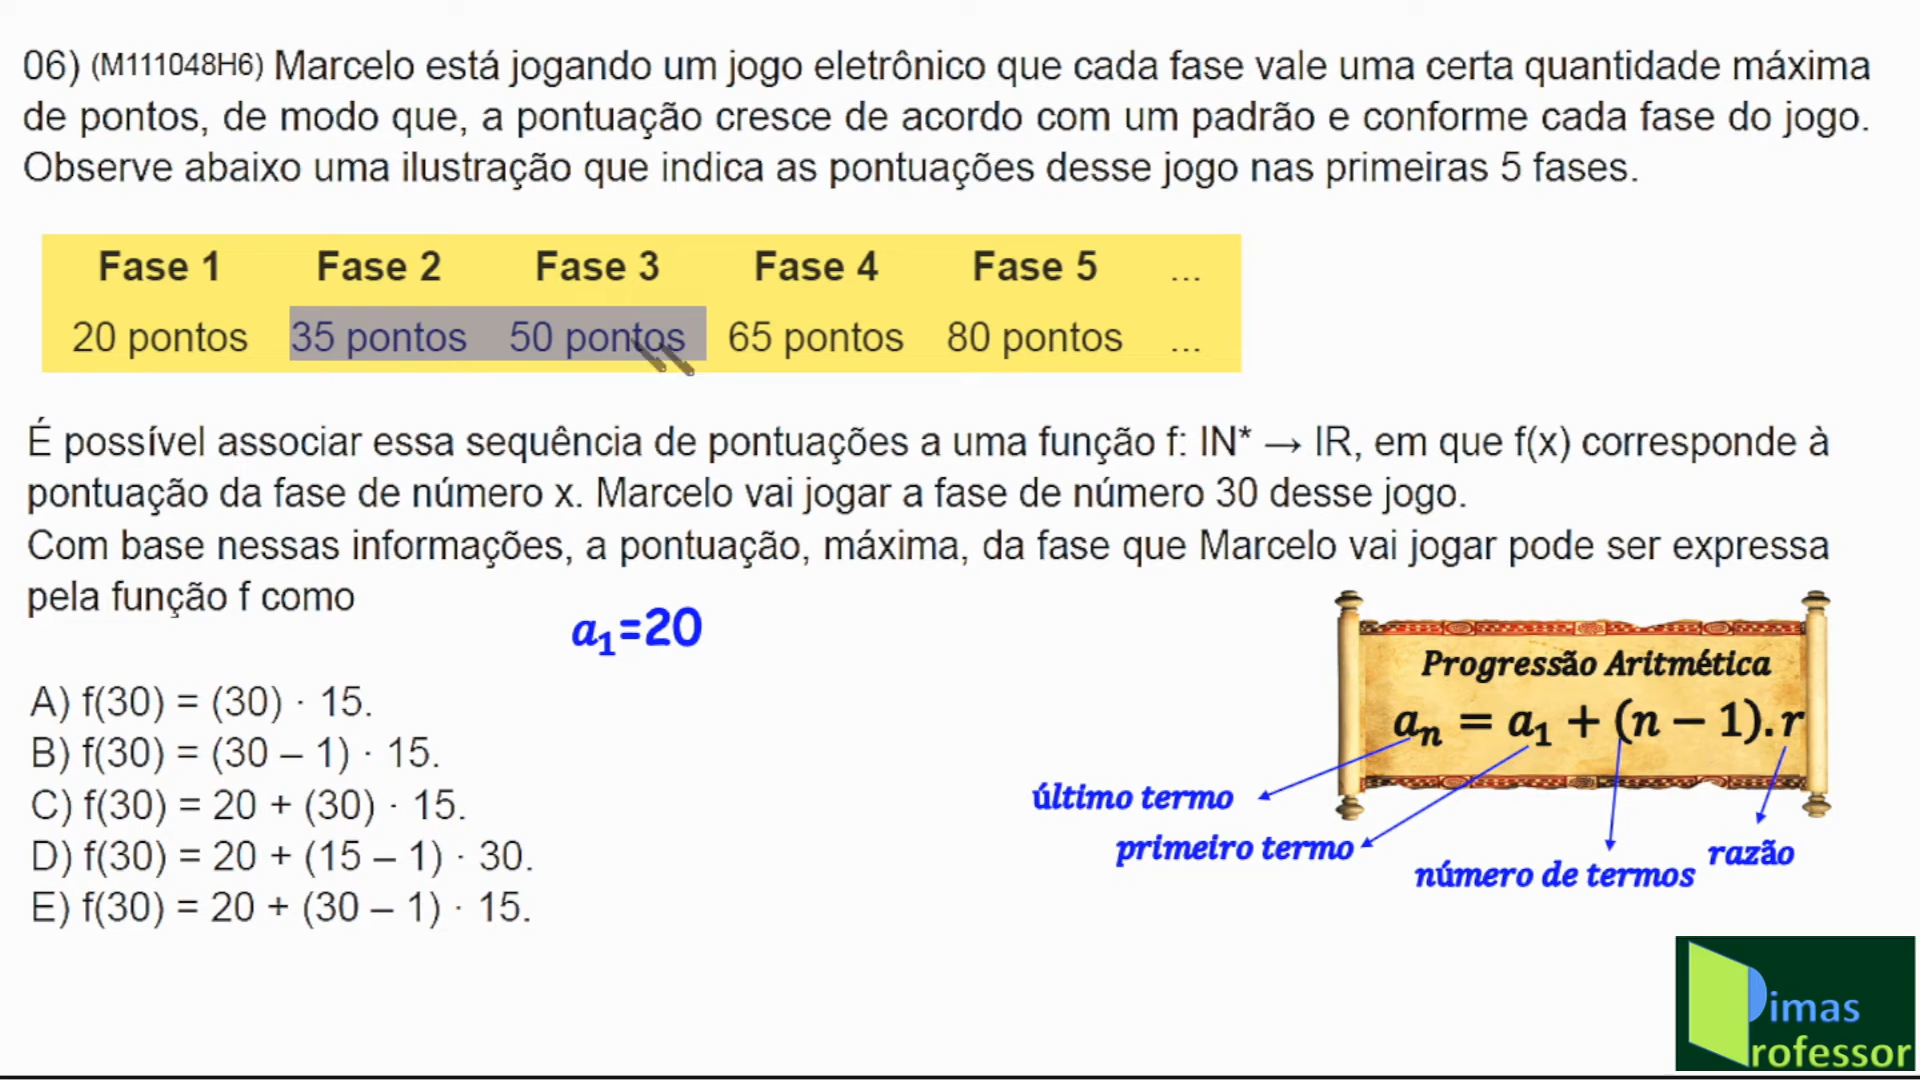 06) (M111048H6) Marcelo está jogando um jogo eletrônico que cada fase vale uma certa quantidade máxima
de pontos, de modo que, a pontuação cresce de acordo com um padrão e conforme cada fase do jogo.
Observe abaixo uma ilustração que indica as pontuações desse jogo nas primeiras 5 fases.
Fase 1 Fase 2 Fase 3 Fase 4 Fase 5 ...
20 pontos 35 pontos 50 pontos 65 pontos 80 pontos ...
É possível associar essa sequência de pontuações a uma função f: IN* → IR, em que f(x) corresponde à
pontuação da fase de número x. Marcelo vai jogar a fase de número 30 desse jogo.
Com base nessas informações, a pontuação, máxima, da fase que Marcelo vai jogar pode ser expressa
pela função f como
a₁=20
A) f(30) = (30) · 15.
B) f(30) = (30 – 1) · 15.
C) f(30) = 20 + (30) · 15.
D) f(30) = 20 + (15 – 1) · 30.
E) f(30) = 20 + (30 – 1) · 15.
Progressão Aritmética
aₙ = a₁ + (n − 1).r
último termo
primeiro termo
número de termos
razão
Dimas
Professor